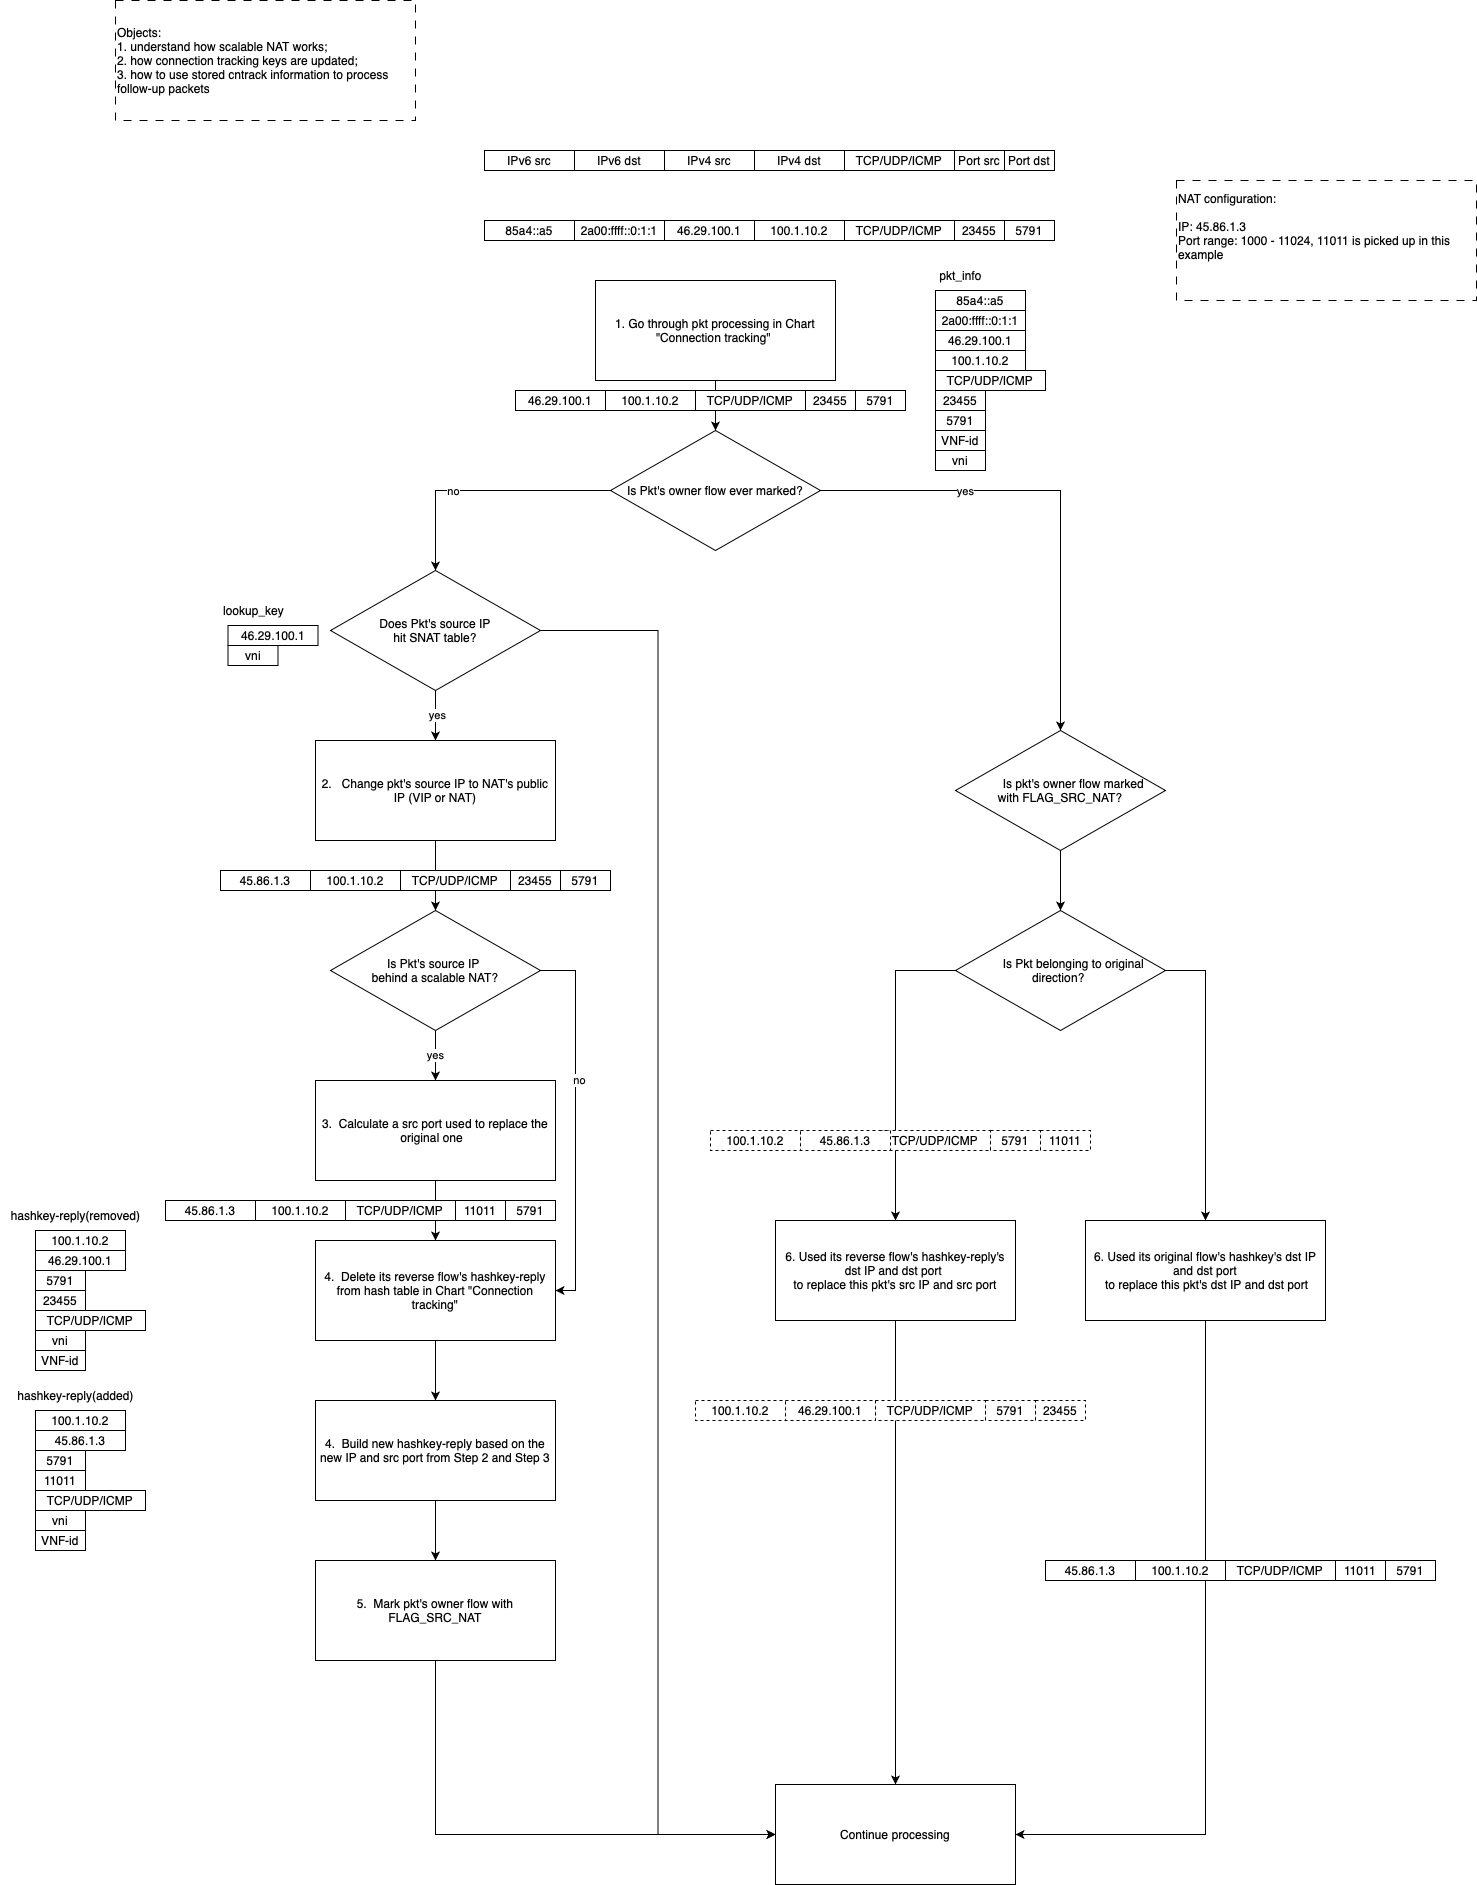 Objects:
1. understand how scalable NAT works;
2. how connection tracking keys are updated;
3. how to use stored cntrack information to process
follow-up packets
IPv6 src IPv6 dst IPv4 src IPv4 dst TCP/UDP/ICMP Port src Port dst
NAT configuration:
IP: 45.86.1.3
Port range: 1000 - 11024, 11011 is picked up in this
example
85a4::a5 2a00:ffff::0:1:1 46.29.100.1 100.1.10.2 TCP/UDP/ICMP 23455 5791
1. Go through pkt processing in Chart
"Connection tracking"
pkt_info
85a4::a5
2a00:ffff::0:1:1
46.29.100.1
100.1.10.2
TCP/UDP/ICMP
23455
5791
VNF-id
vni
46.29.100.1 100.1.10.2 TCP/UDP/ICMP 23455 5791
Is Pkt's owner flow ever marked?
no
yes
lookup_key
46.29.100.1
vni
Does Pkt's source IP
hit SNAT table?
yes
2. Change pkt's source IP to NAT's public
IP (VIP or NAT)
Is pkt's owner flow marked
with FLAG_SRC_NAT?
45.86.1.3 100.1.10.2 TCP/UDP/ICMP 23455 5791
Is Pkt's source IP
behind a scalable NAT?
Is Pkt belonging to original
direction?
yes
no
3. Calculate a src port used to replace the
original one
100.1.10.2 45.86.1.3 TCP/UDP/ICMP 5791 11011
45.86.1.3 100.1.10.2 TCP/UDP/ICMP 11011 5791
hashkey-reply(removed)
100.1.10.2
46.29.100.1
5791
23455
TCP/UDP/ICMP
vni
VNF-id
4. Delete its reverse flow's hashkey-reply
from hash table in Chart "Connection
tracking"
6. Used its reverse flow's hashkey-reply's
dst IP and dst port
to replace this pkt's src IP and src port
6. Used its original flow's hashkey's dst IP
and dst port
to replace this pkt's dst IP and dst port
hashkey-reply(added)
100.1.10.2
45.86.1.3
5791
11011
TCP/UDP/ICMP
vni
VNF-id
4. Build new hashkey-reply based on the
new IP and src port from Step 2 and Step 3
100.1.10.2 46.29.100.1 TCP/UDP/ICMP 5791 23455
5. Mark pkt's owner flow with
FLAG_SRC_NAT
45.86.1.3 100.1.10.2 TCP/UDP/ICMP 11011 5791
Continue processing